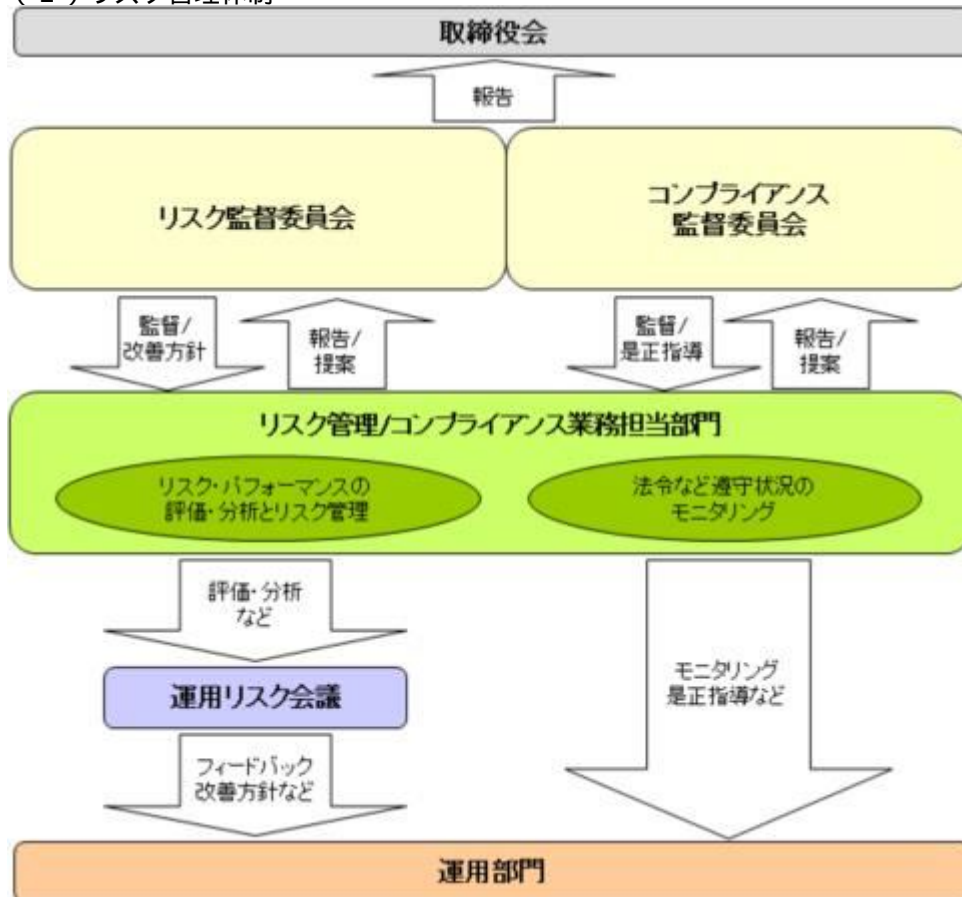 リスク管理体制
取締役会
報告
リスク監督委員会
コンプライアンス
監督委員会
監督/
改善方針
報告/
提案
監督/
是正指導
報告/
提案
リスク管理/コンプライアンス業務担当部門
リスク・パフォーマンスの
評価・分析とリスク管理
法令など遵守状況の
モニタリング
評価・分析
など
運用リスク会議
モニタリング
是正指導など
フィードバック
改善方針など
運用部門